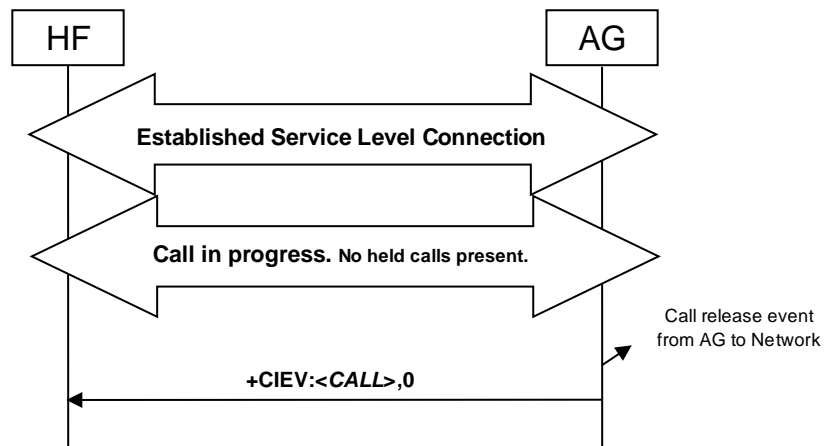 HF
AG
Established Service Level Connection
Call in progress. No held calls present.
Call release event
from AG to Network
+CIEV:<CALL>,0